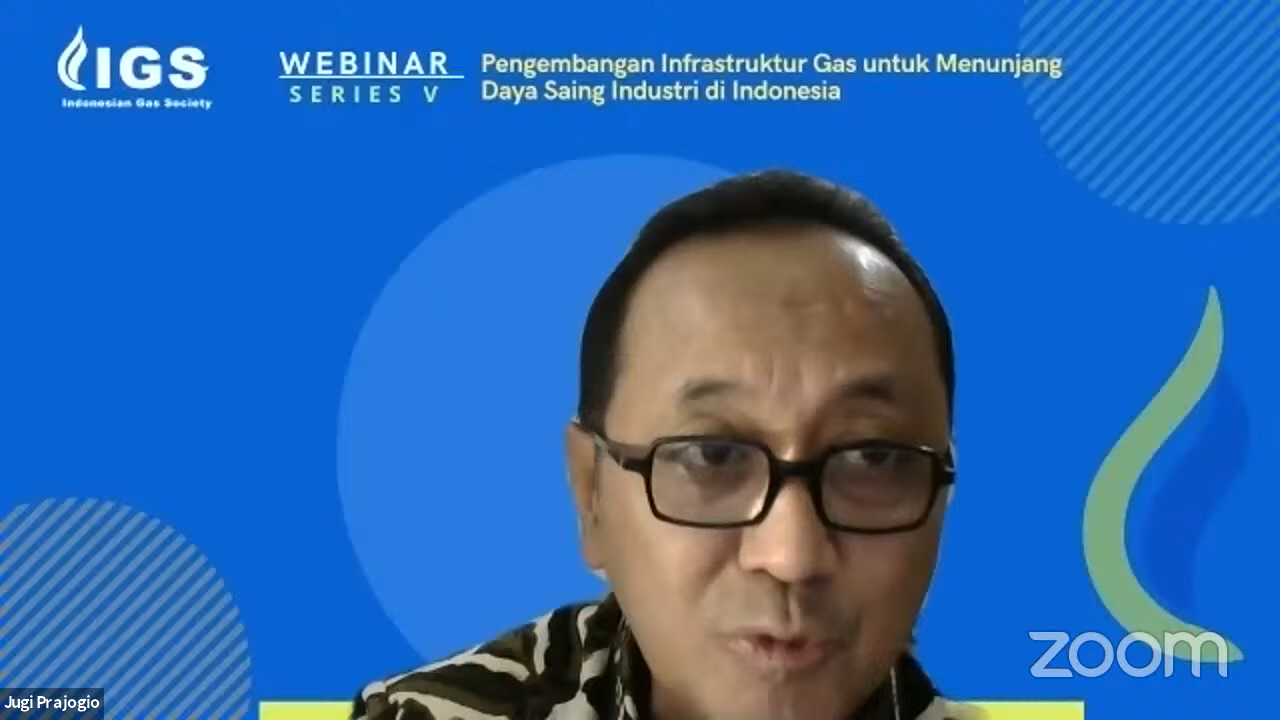 IGS
Indonesian Gas Society
WEBINAR
SERIES V
Pengembangan Infrastruktur Gas untuk Menunjang
Daya Saing Industri di Indonesia
zoom
Jugi Prajogio